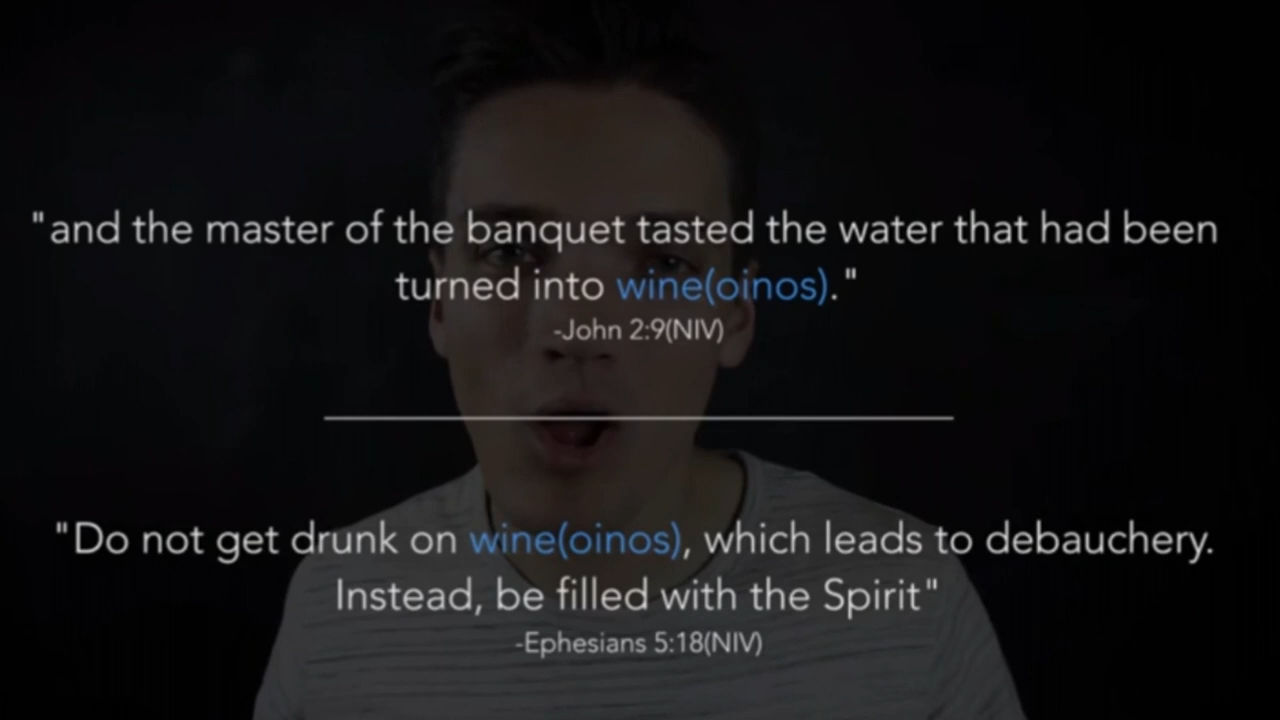 "and the master of the banquet tasted the water that had been
turned into wine(oinos)."
-John 2:9(NIV)
"Do not get drunk on wine(oinos), which leads to debauchery.
Instead, be filled with the Spirit"
-Ephesians 5:18(NIV)